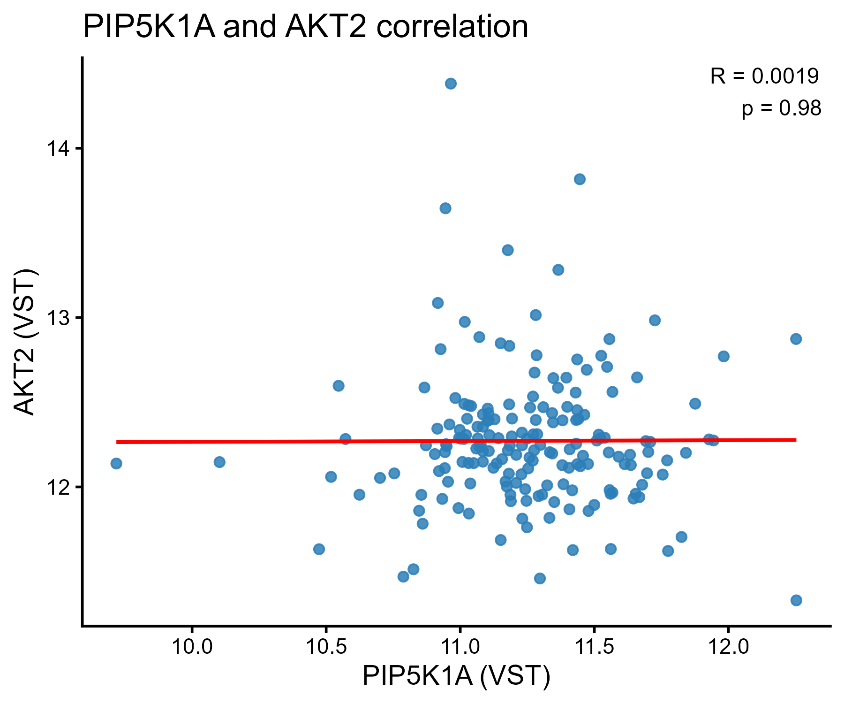 PIP5K1A and AKT2 correlation
R = 0.0019
p = 0.98
14
13
12
AKT2 (VST)
10.0 10.5 11.0 11.5 12.0
PIP5K1A (VST)